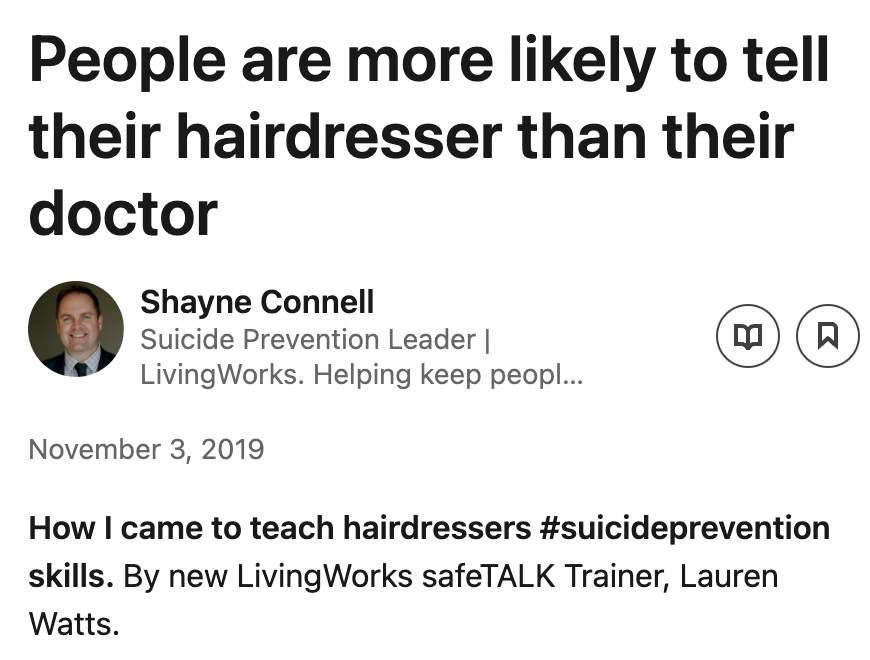 People are more likely to tell
their hairdresser than their
doctor
Shayne Connell
Suicide Prevention Leader |
LivingWorks. Helping keep peopl...
November 3, 2019
How I came to teach hairdressers #suicideprevention
skills. By new LivingWorks safeTALK Trainer, Lauren
Watts.